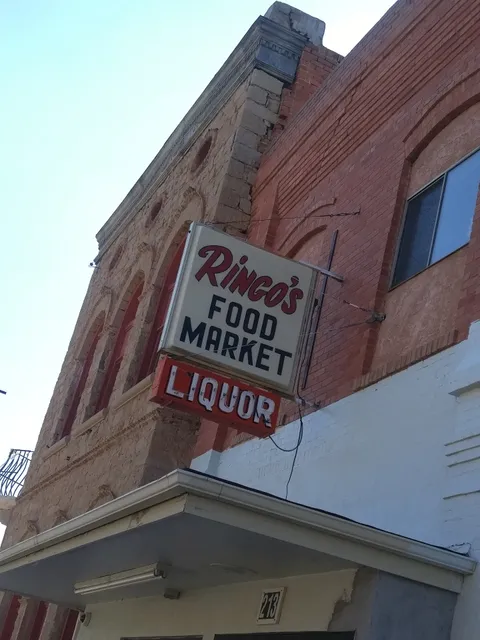 Ringo's
FOOD
MARKET
LIQUOR
213